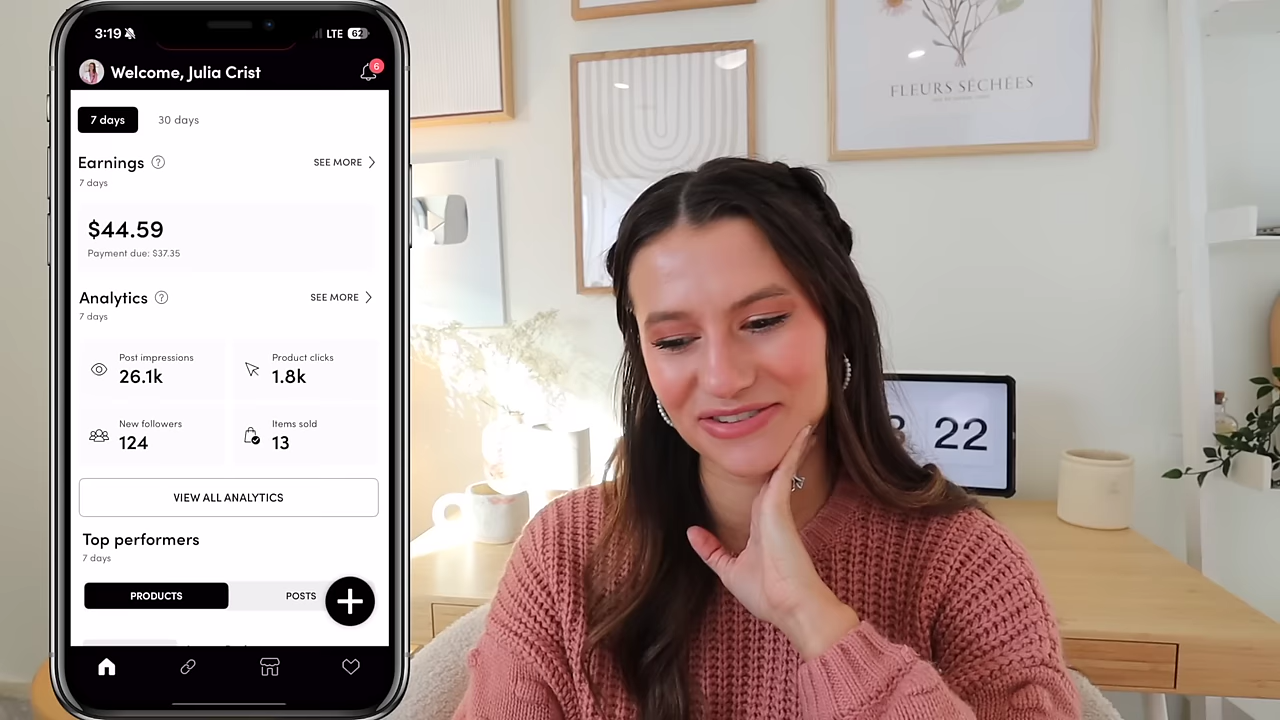 3:19
LTE 62
Welcome, Julia Crist
6
7 days
30 days
Earnings
?
SEE MORE
7 days
$44.59
Payment due: $37.35
Analytics
?
SEE MORE
7 days
Post impressions
26.1k
Product clicks
1.8k
New followers
124
Items sold
13
VIEW ALL ANALYTICS
Top performers
7 days
PRODUCTS
POSTS
FLEURS SÉCHÉES
22